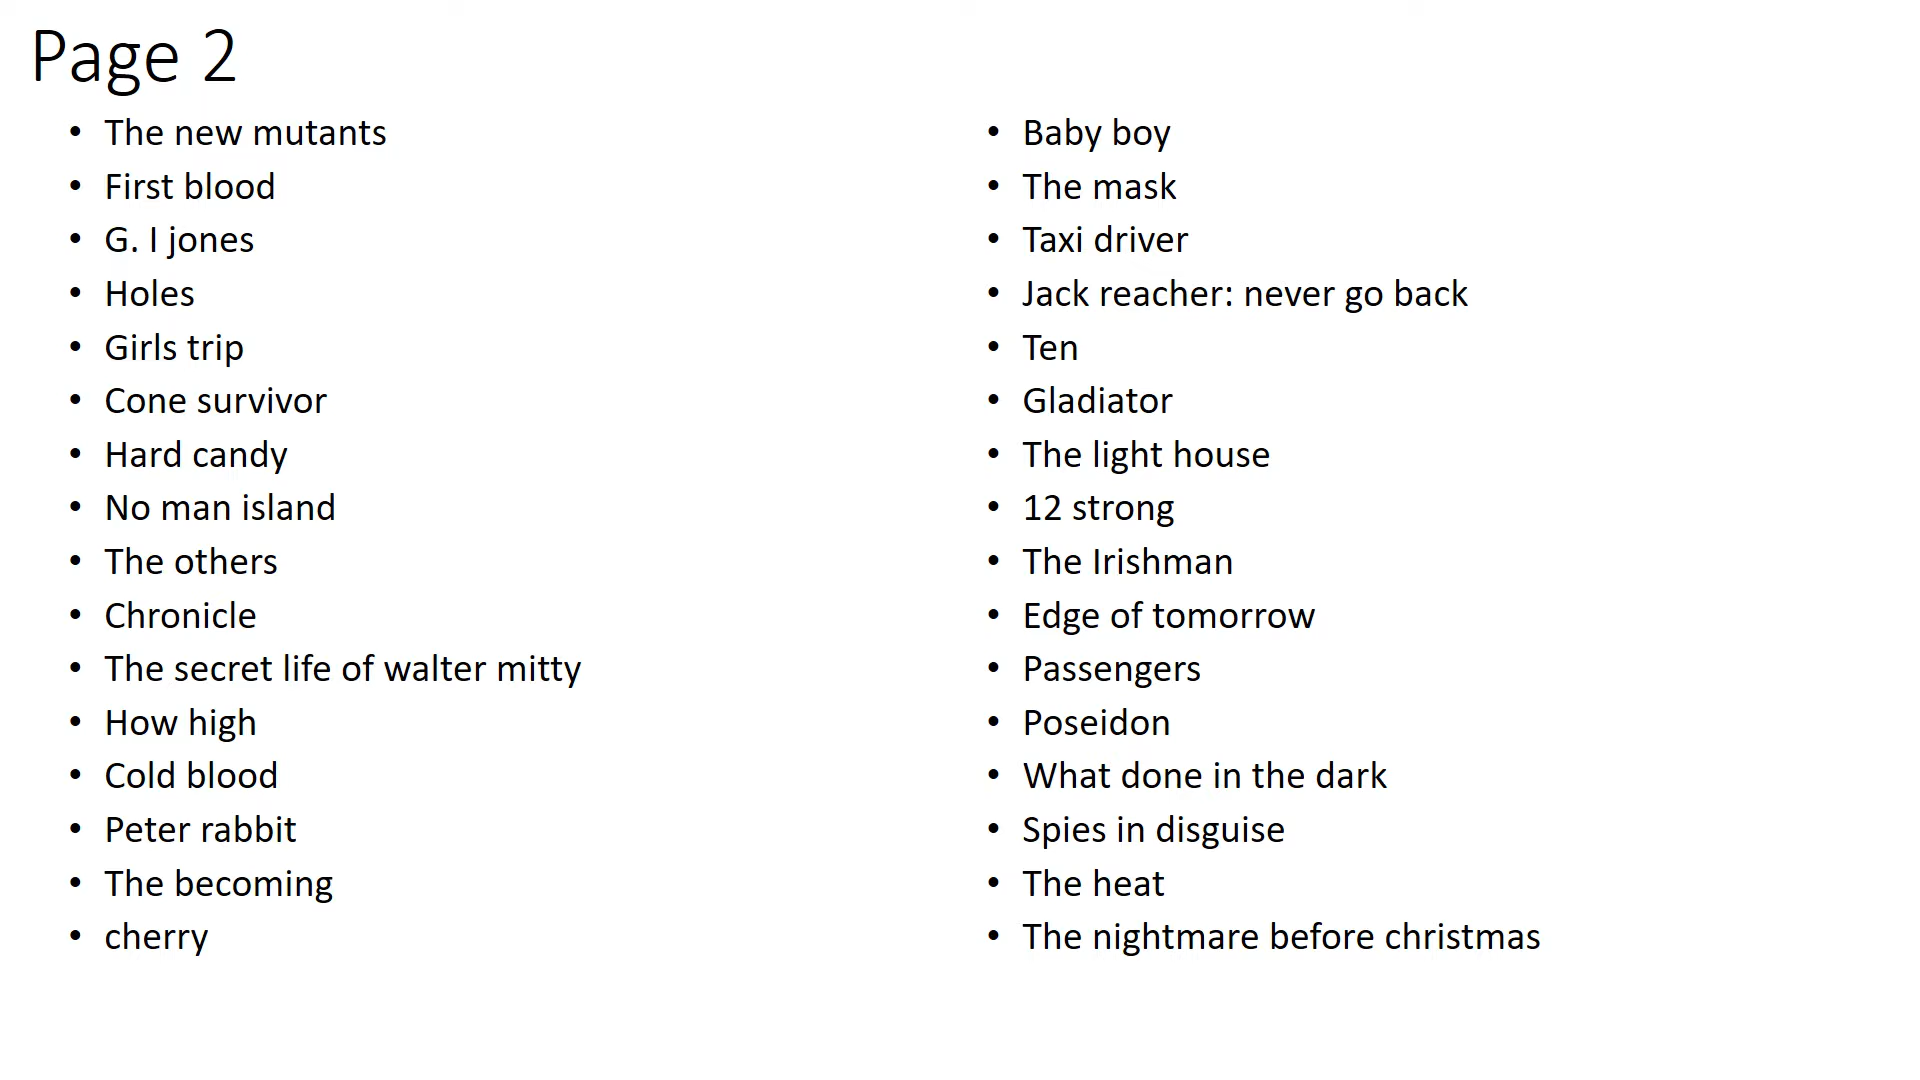 Page 2
• The new mutants
• First blood
• G. I jones
• Holes
• Girls trip
• Cone survivor
• Hard candy
• No man island
• The others
• Chronicle
• The secret life of walter mitty
• How high
• Cold blood
• Peter rabbit
• The becoming
• cherry
• Baby boy
• The mask
• Taxi driver
• Jack reacher: never go back
• Ten
• Gladiator
• The light house
• 12 strong
• The Irishman
• Edge of tomorrow
• Passengers
• Poseidon
• What done in the dark
• Spies in disguise
• The heat
• The nightmare before christmas